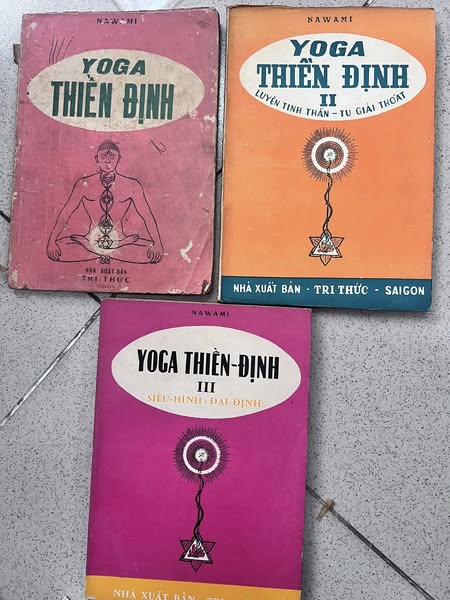 NAWAMI
YOGA
THIỀN ĐỊNH
NHÀ XUẤT-BẢN
TRI-THỨC
NAWAMI
YOGA
THIỀN ĐỊNH
II
LUYỆN TINH THẦN - TU GIẢI THOÁT
NHÀ XUẤT BẢN - TRI THỨC - SAIGON
NAWAMI
YOGA THIỀN-ĐỊNH
III
SIÊU-HÌNH - ĐẠI-ĐỊNH
NHÀ XUẤT BẢN - TRI